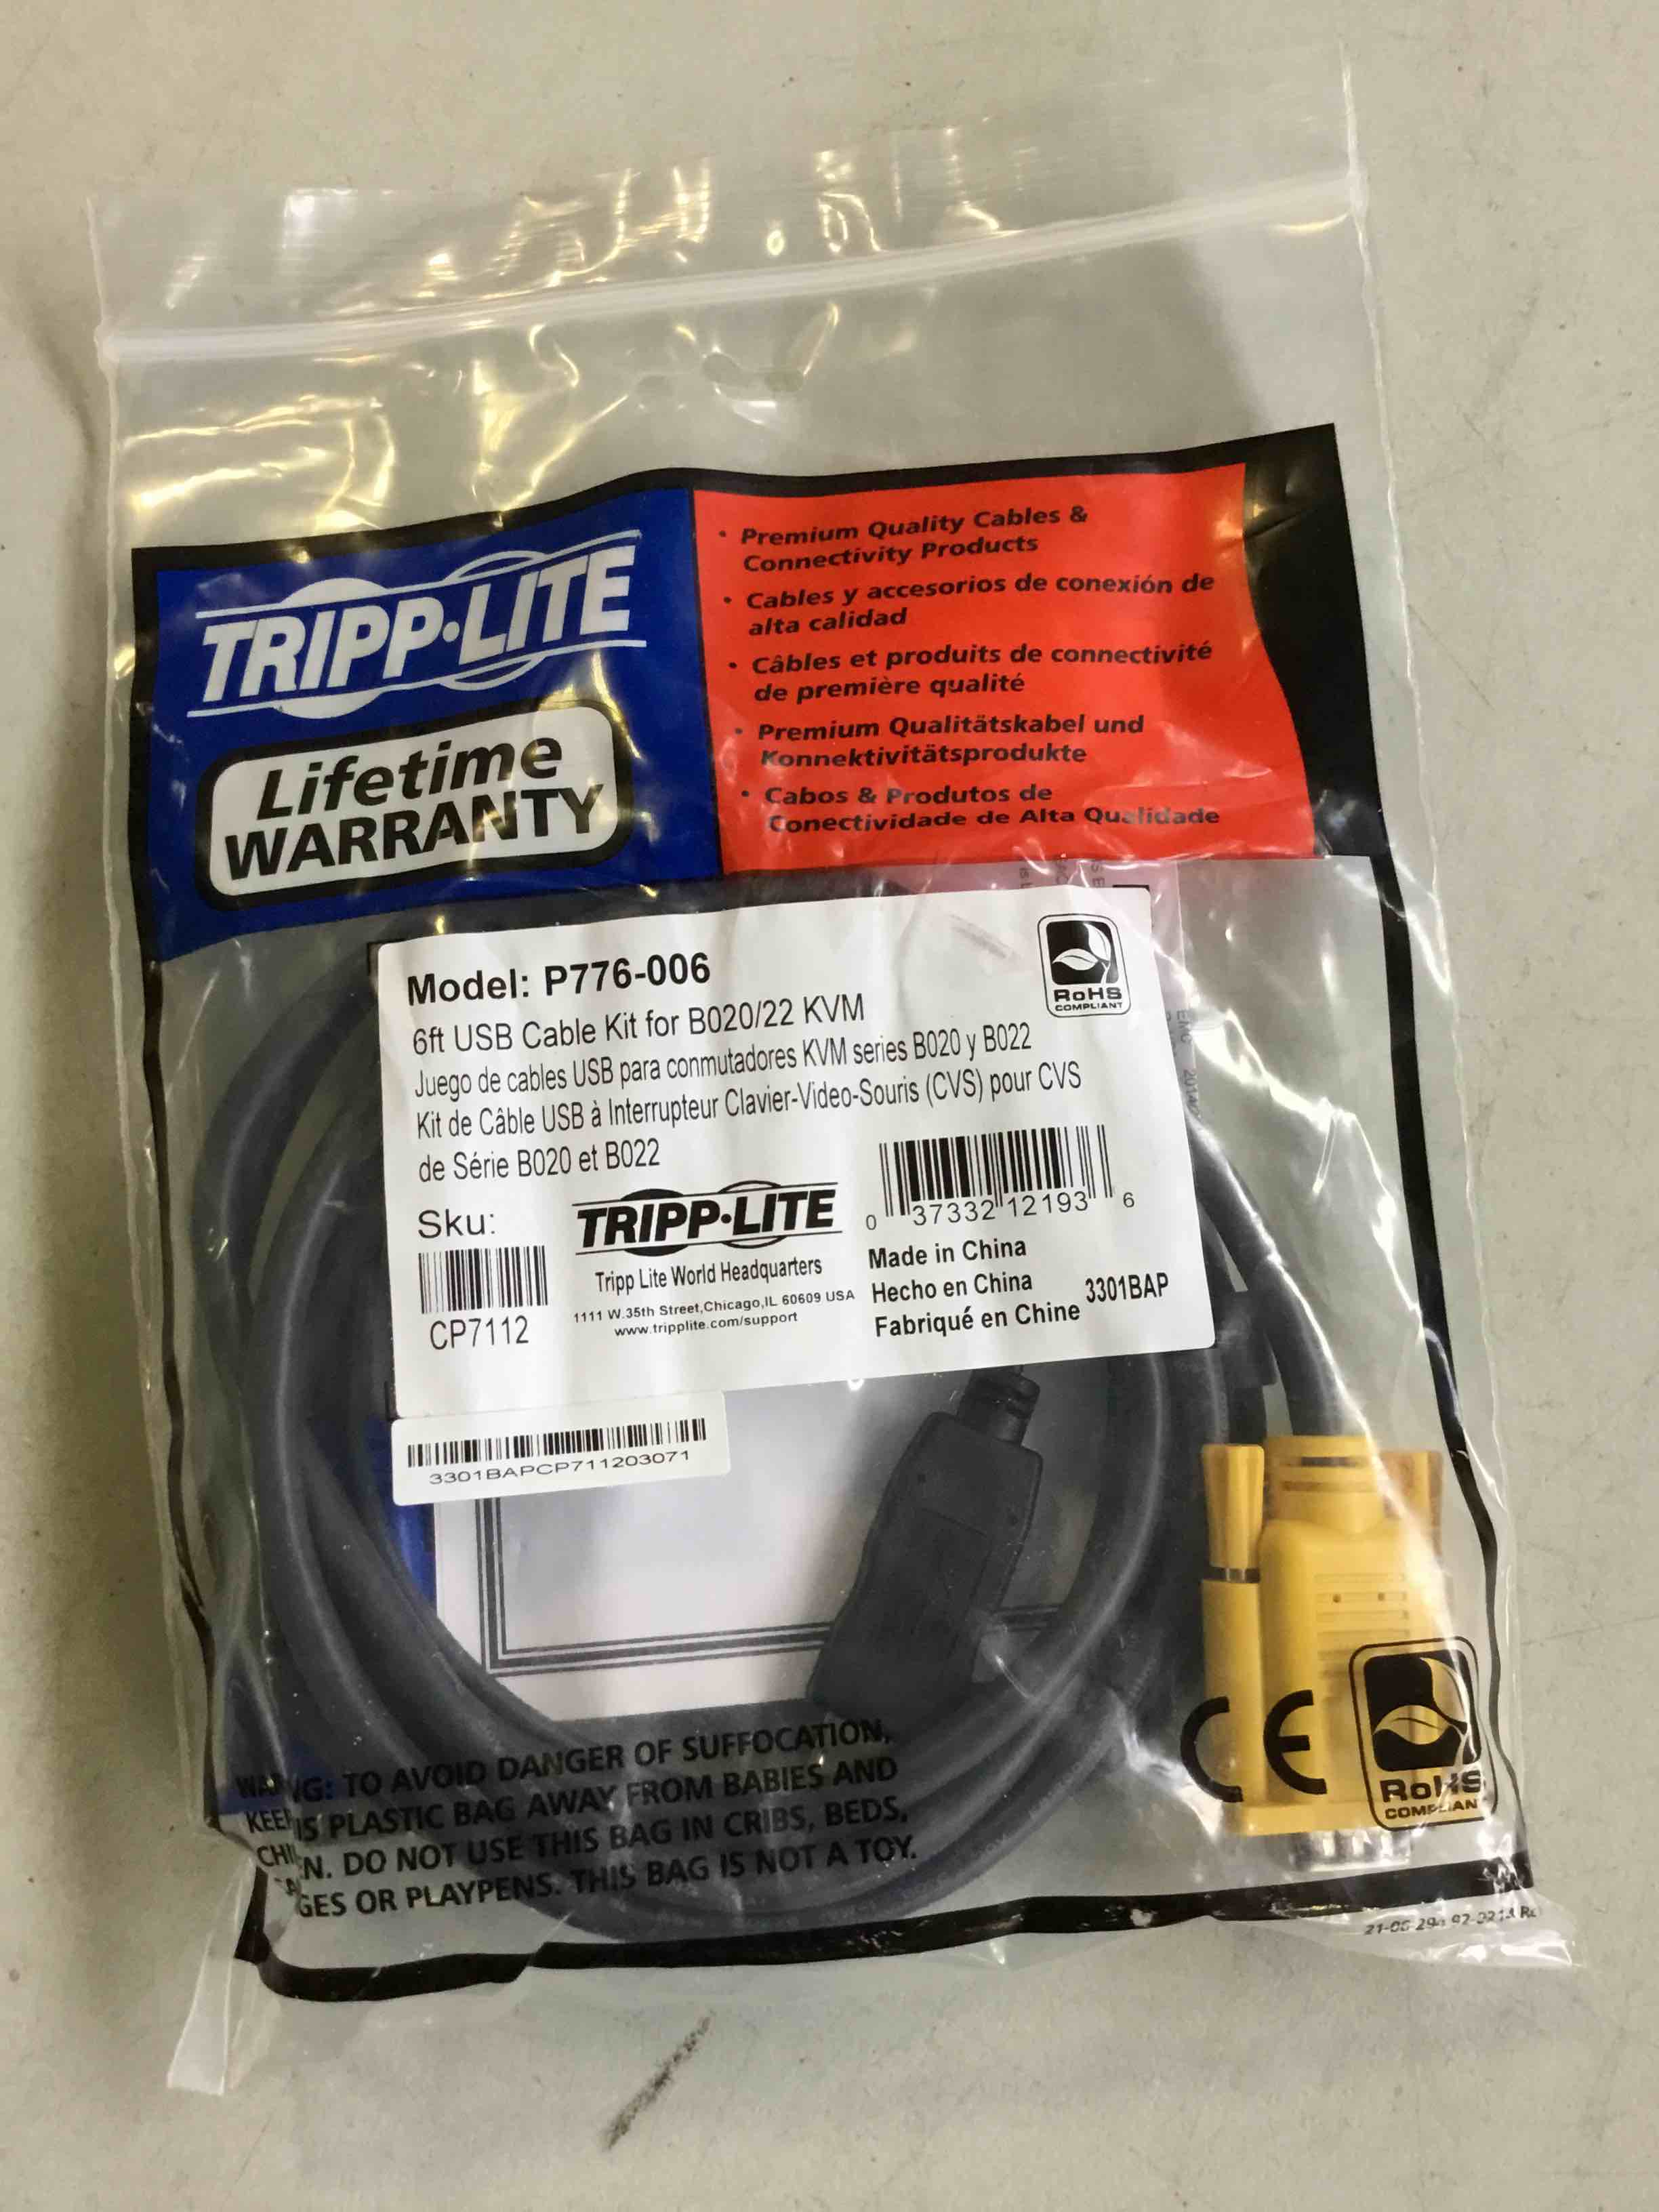 TRIPP·LITE
Lifetime
WARRANTY
• Premium Quality Cables &
Connectivity Products
• Cables y accesorios de conexión de
alta calidad
• Câbles et produits de connectivité
de première qualité
• Premium Qualitätskabel und
Konnektivitätsprodukte
• Cabos & Produtos de
Conectividade de Alta Qualidade
Model: P776-006
6ft USB Cable Kit for B020/22 KVM
Juego de cables USB para conmutadores KVM series B020 y B022
Kit de Câble USB à Interrupteur Clavier-Video-Souris (CVS) pour CVS
de Série B020 et B022
RoHS
COMPLIANT
Sku:
CP7112
TRIPP·LITE
Tripp Lite World Headquarters
1111 W.35th Street,Chicago,IL 60609 USA
www.tripplite.com/support
0 37332 12193 6
Made in China
Hecho en China
Fabriqué en Chine
3301BAP
3301BAPCP711203071
TO AVOID DANGER OF SUFFOCATION,
PLASTIC BAG AWAY FROM BABIES AND
DO NOT USE THIS BAG IN CRIBS, BEDS,
OR PLAYPENS. THIS BAG IS NOT A TOY.
CE
RoHS
COMPLIANT